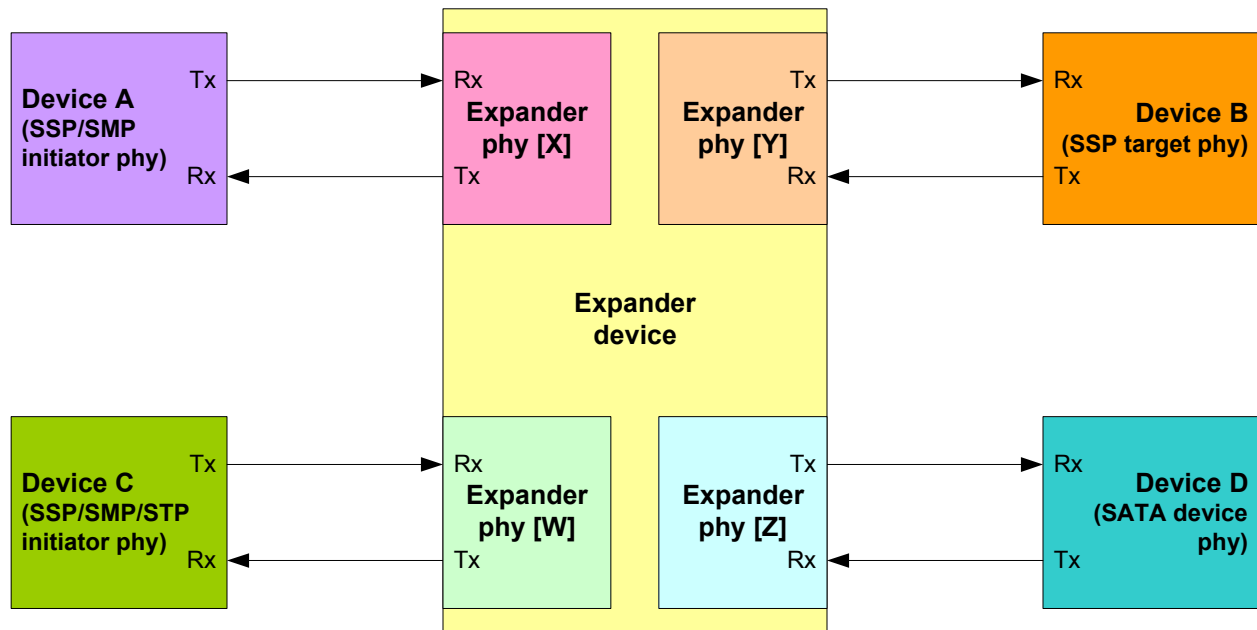 Device A
(SSP/SMP
initiator phy)
Tx
Rx
Rx
Expander
phy [X]
Tx
Tx
Expander
phy [Y]
Rx
Rx
Device B
(SSP target phy)
Tx
Expander
device
Device C
(SSP/SMP/STP
initiator phy)
Tx
Rx
Rx
Expander
phy [W]
Tx
Tx
Expander
phy [Z]
Rx
Rx
Device D
(SATA device
phy)
Tx